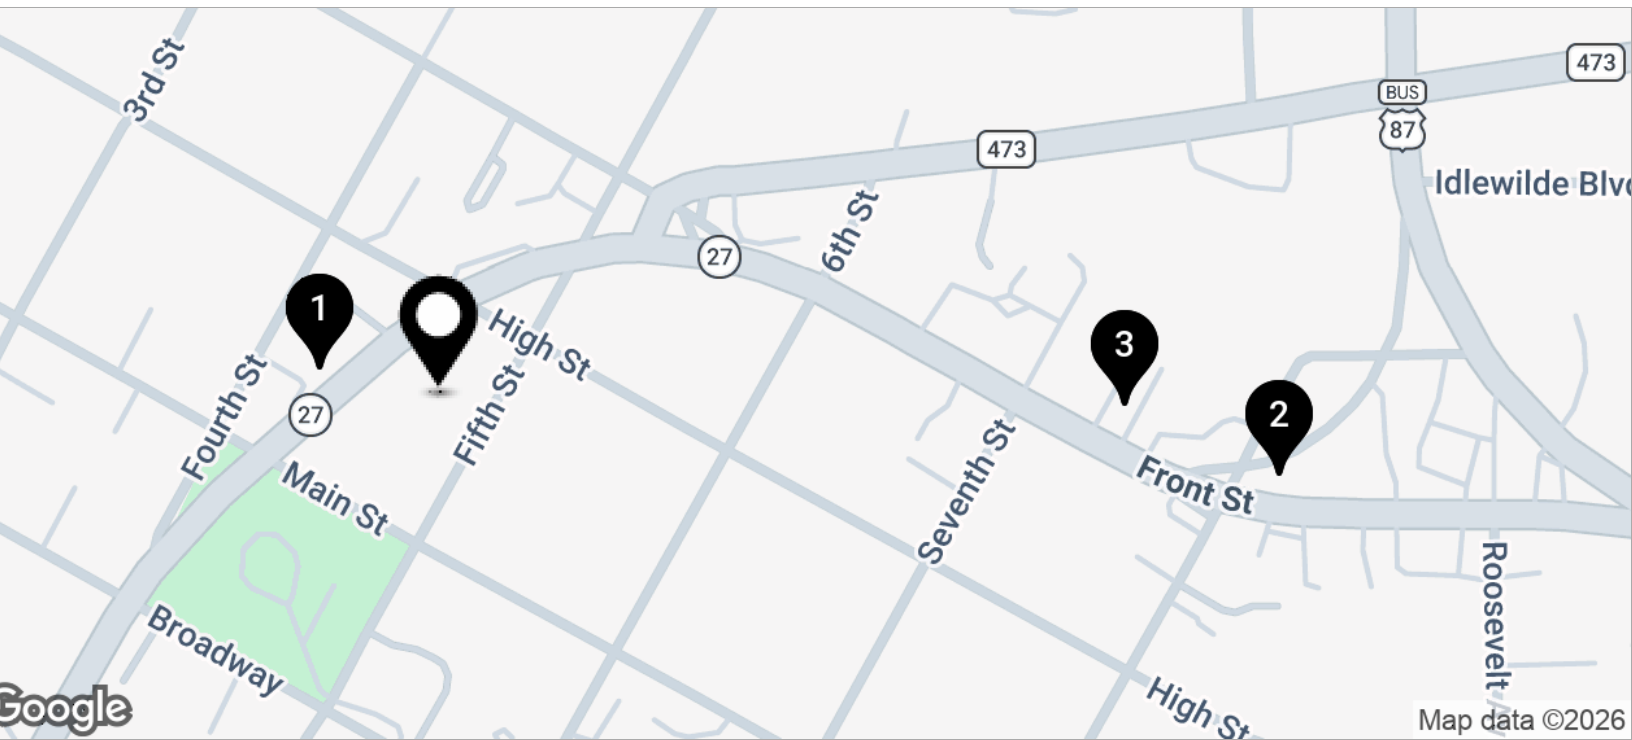 3rd St
473
BUS
87
473
Idlewilde Blv
6th St
27
1
High St
3
Fourth St
27
Fifth St
2
Main St
Seventh St
Front St
Roosevelt
Broadway
High St
Google
Map data ©2026